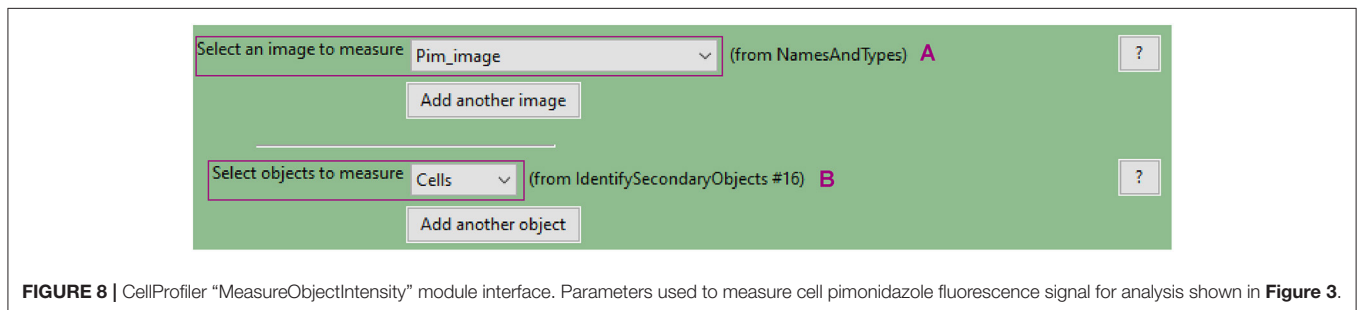 Select an image to measure Pim_image (from NamesAndTypes) A ?
Add another image
Select objects to measure Cells (from IdentifySecondaryObjects #16) B ?
Add another object
FIGURE 8 | CellProfiler “MeasureObjectIntensity” module interface. Parameters used to measure cell pimonidazole fluorescence signal for analysis shown in Figure 3.